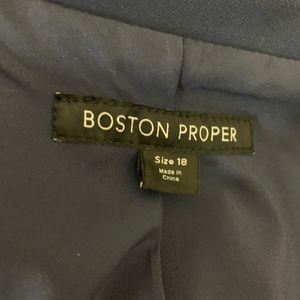 BOSTON PROPER
Size 18
Made in
China